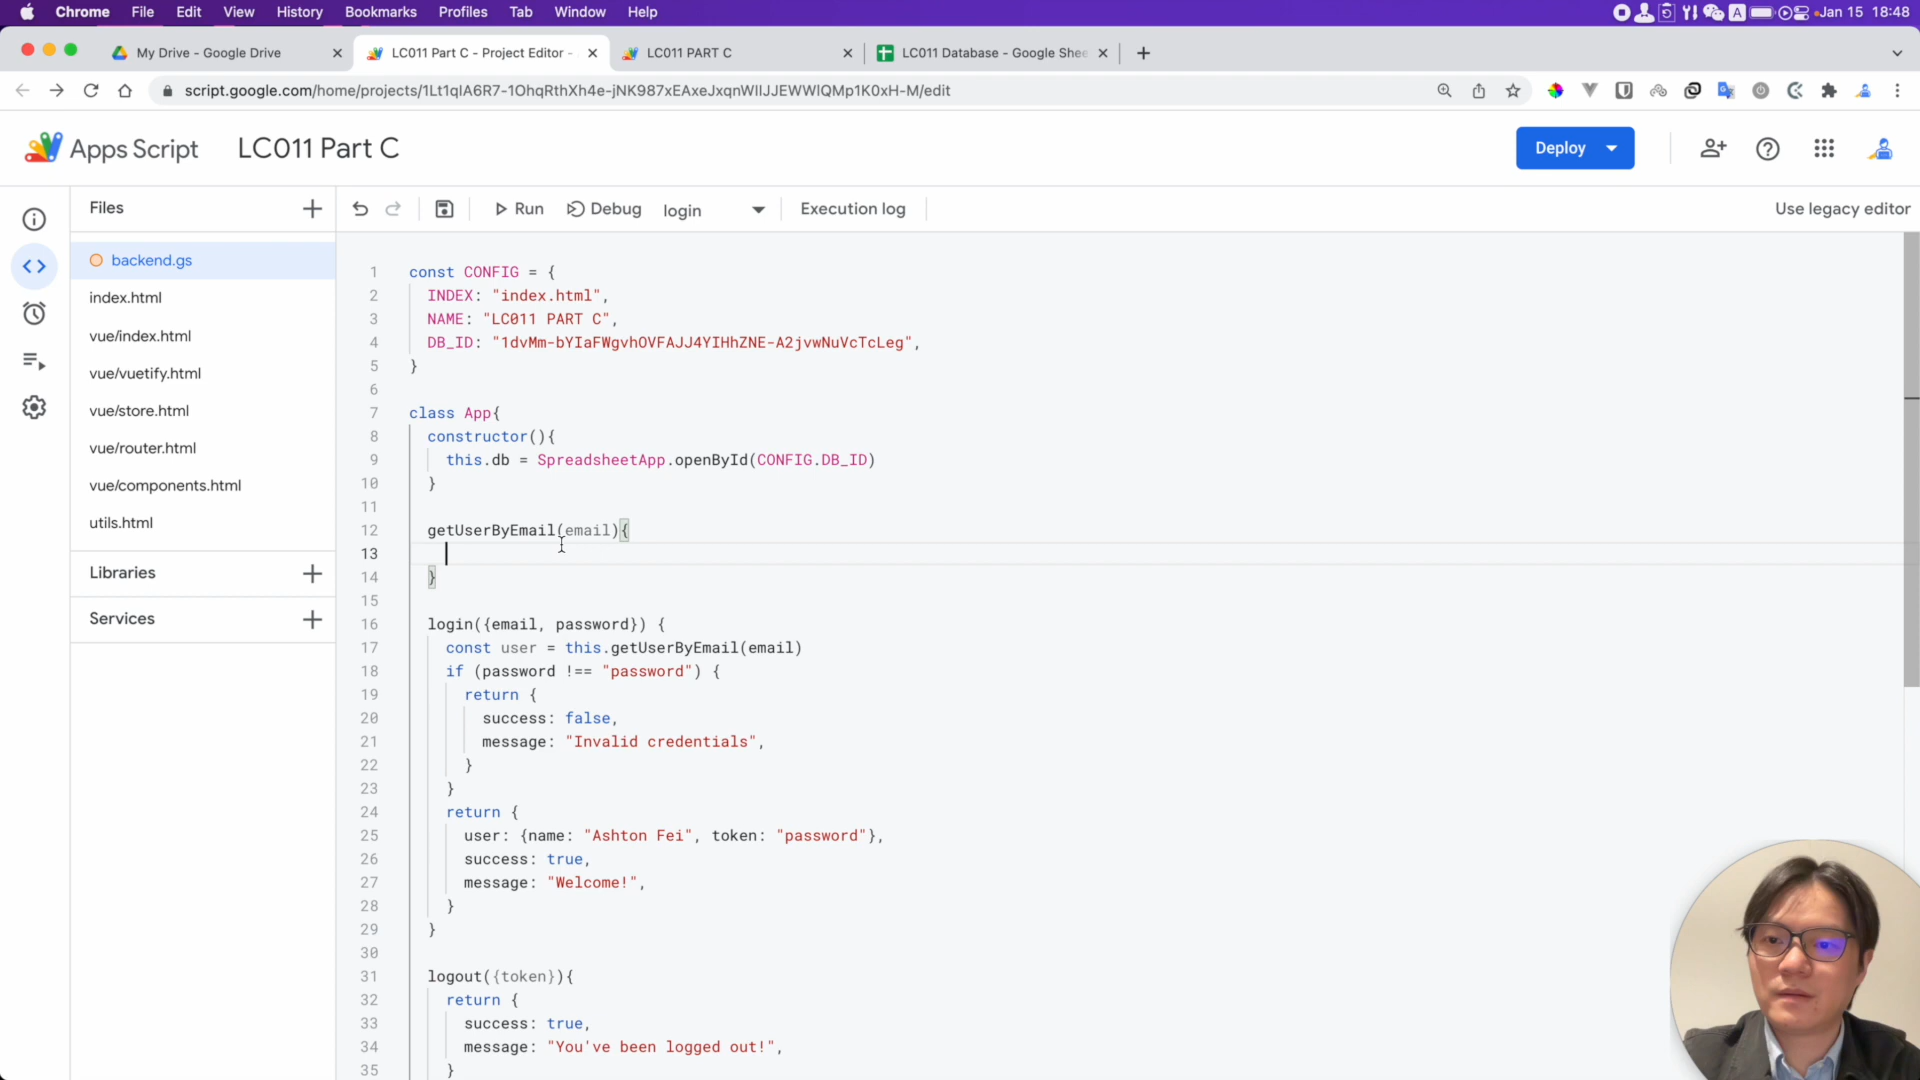 Chrome File Edit View History Bookmarks Profiles Tab Window Help
A Jan 15 18:48
My Drive - Google Drive
LC011 Part C - Project Editor -
LC011 PART C
LC011 Database - Google Shee
script.google.com/home/projects/1Lt1qIA6R7-1OhqRthXh4e-jNK987xEAxeJxqnWIIJJEWWlQMp1K0xH-M/edit
Apps Script LC011 Part C
Deploy
Files
Run Debug login Execution log Use legacy editor
backend.gs
index.html
vue/index.html
vue/vuetify.html
vue/store.html
vue/router.html
vue/components.html
utils.html
Libraries
Services
1 const CONFIG = {
2 INDEX: "index.html",
3 NAME: "LC011 PART C",
4 DB_ID: "1dvMm-bYIaFWgvhOVFAJJ4YIHhZNE-A2jvwNuVcTcLeg",
5 }
6
7 class App{
8 constructor(){
9 this.db = SpreadsheetApp.openById(CONFIG.DB_ID)
10 }
11
12 getUserByEmail(email){
13
14 }
15
16 login({email, password}) {
17 const user = this.getUserByEmail(email)
18 if (password !== "password") {
19 return {
20 success: false,
21 message: "Invalid credentials",
22 }
23 }
24 return {
25 user: {name: "Ashton Fei", token: "password"},
26 success: true,
27 message: "Welcome!",
28 }
29 }
30
31 logout({token}){
32 return {
33 success: true,
34 message: "You've been logged out!",
35 }